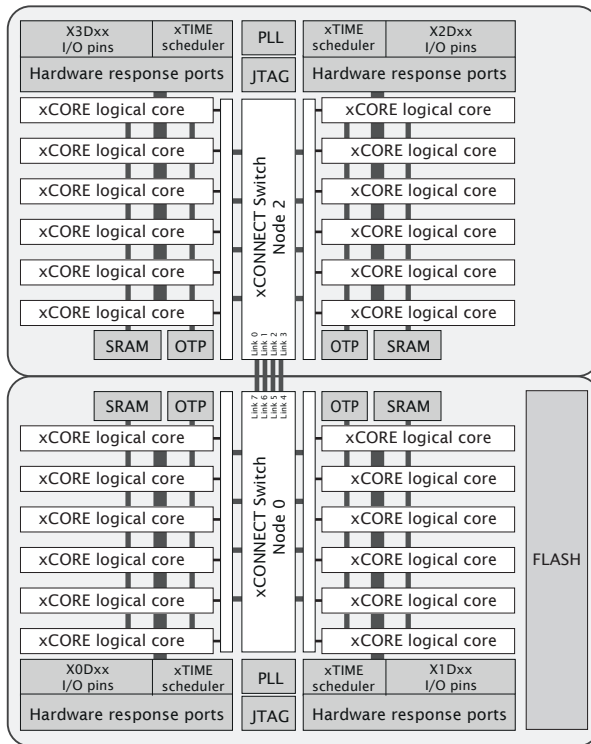 X3Dxx
I/O pins
xTIME
scheduler
PLL
xTIME
scheduler
X2Dxx
I/O pins
Hardware response ports
JTAG
Hardware response ports
xCORE logical core
xCORE logical core
xCORE logical core
xCORE logical core
xCORE logical core
xCORE logical core
xCONNECT Switch
Node 2
xCORE logical core
xCORE logical core
xCORE logical core
xCORE logical core
xCORE logical core
xCORE logical core
SRAM
OTP
Link 0
Link 1
Link 2
Link 3
OTP
SRAM
SRAM
OTP
Link 7
Link 6
Link 5
Link 4
OTP
SRAM
xCORE logical core
xCORE logical core
xCORE logical core
xCORE logical core
xCORE logical core
xCORE logical core
xCONNECT Switch
Node 0
xCORE logical core
xCORE logical core
xCORE logical core
xCORE logical core
xCORE logical core
xCORE logical core
FLASH
X0Dxx
I/O pins
xTIME
scheduler
PLL
xTIME
scheduler
X1Dxx
I/O pins
Hardware response ports
JTAG
Hardware response ports